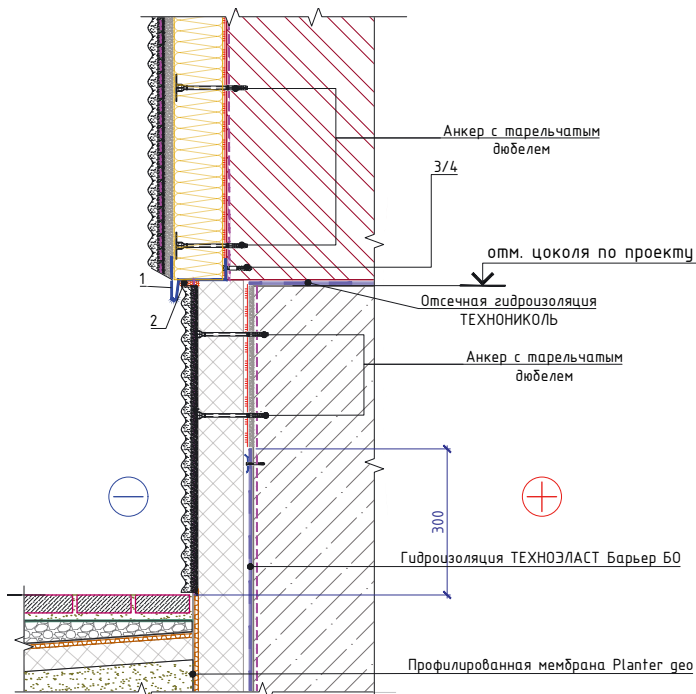 Анкер с тарельчатым
дюбелем
3/4
отм. цоколя по проекту
1
Отсечная гидроизоляция
ТЕХНОНИКОЛЬ
2
Анкер с тарельчатым
дюбелем
300
Гидроизоляция ТЕХНОЭЛАСТ Барьер БО
Профилированная мембрана Planter geo